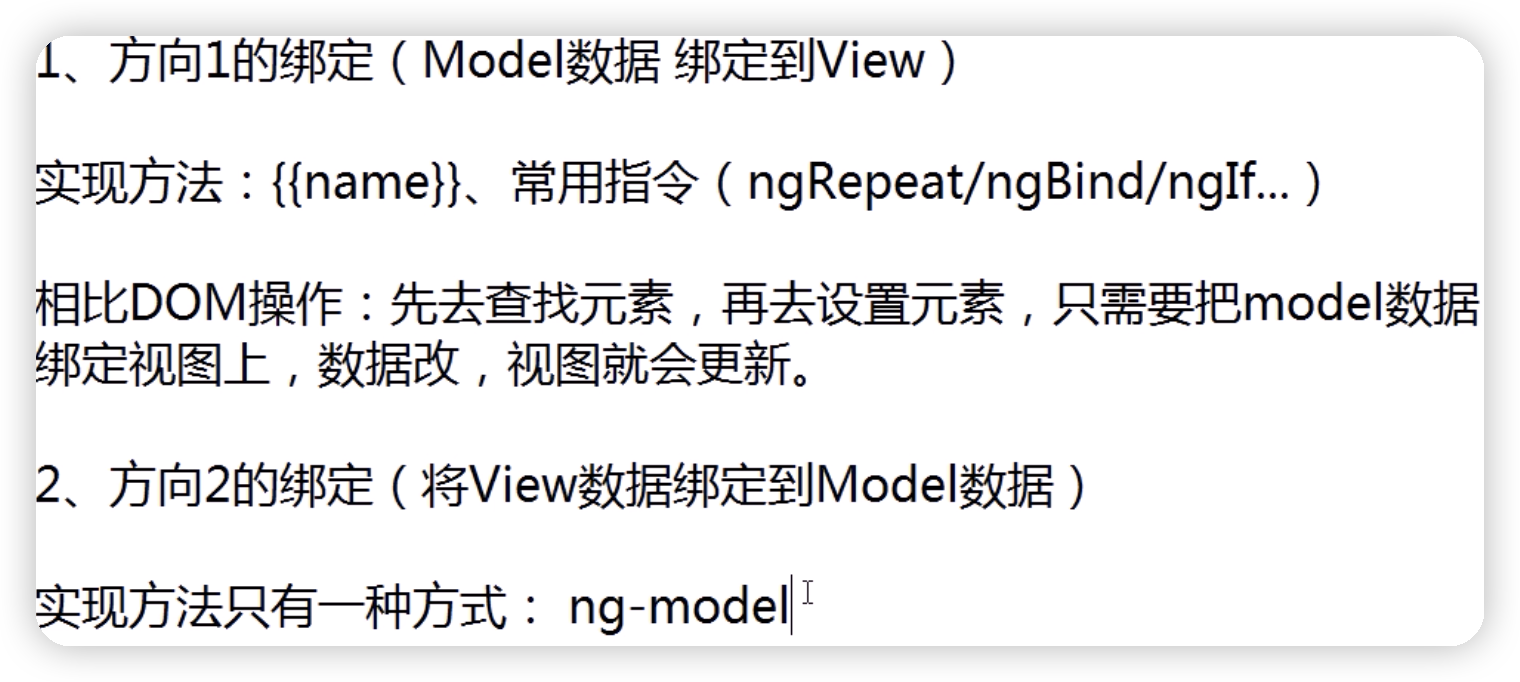 1、方向1的绑定（Model数据 绑定到View）
实现方法：{{name}}、常用指令（ngRepeat/ngBind/ngIf...）
相比DOM操作：先去查找元素，再去设置元素，只需要把model数据
绑定视图上，数据改，视图就会更新。
2、方向2的绑定（将View数据绑定到Model数据）
实现方法只有一种方式： ng-model